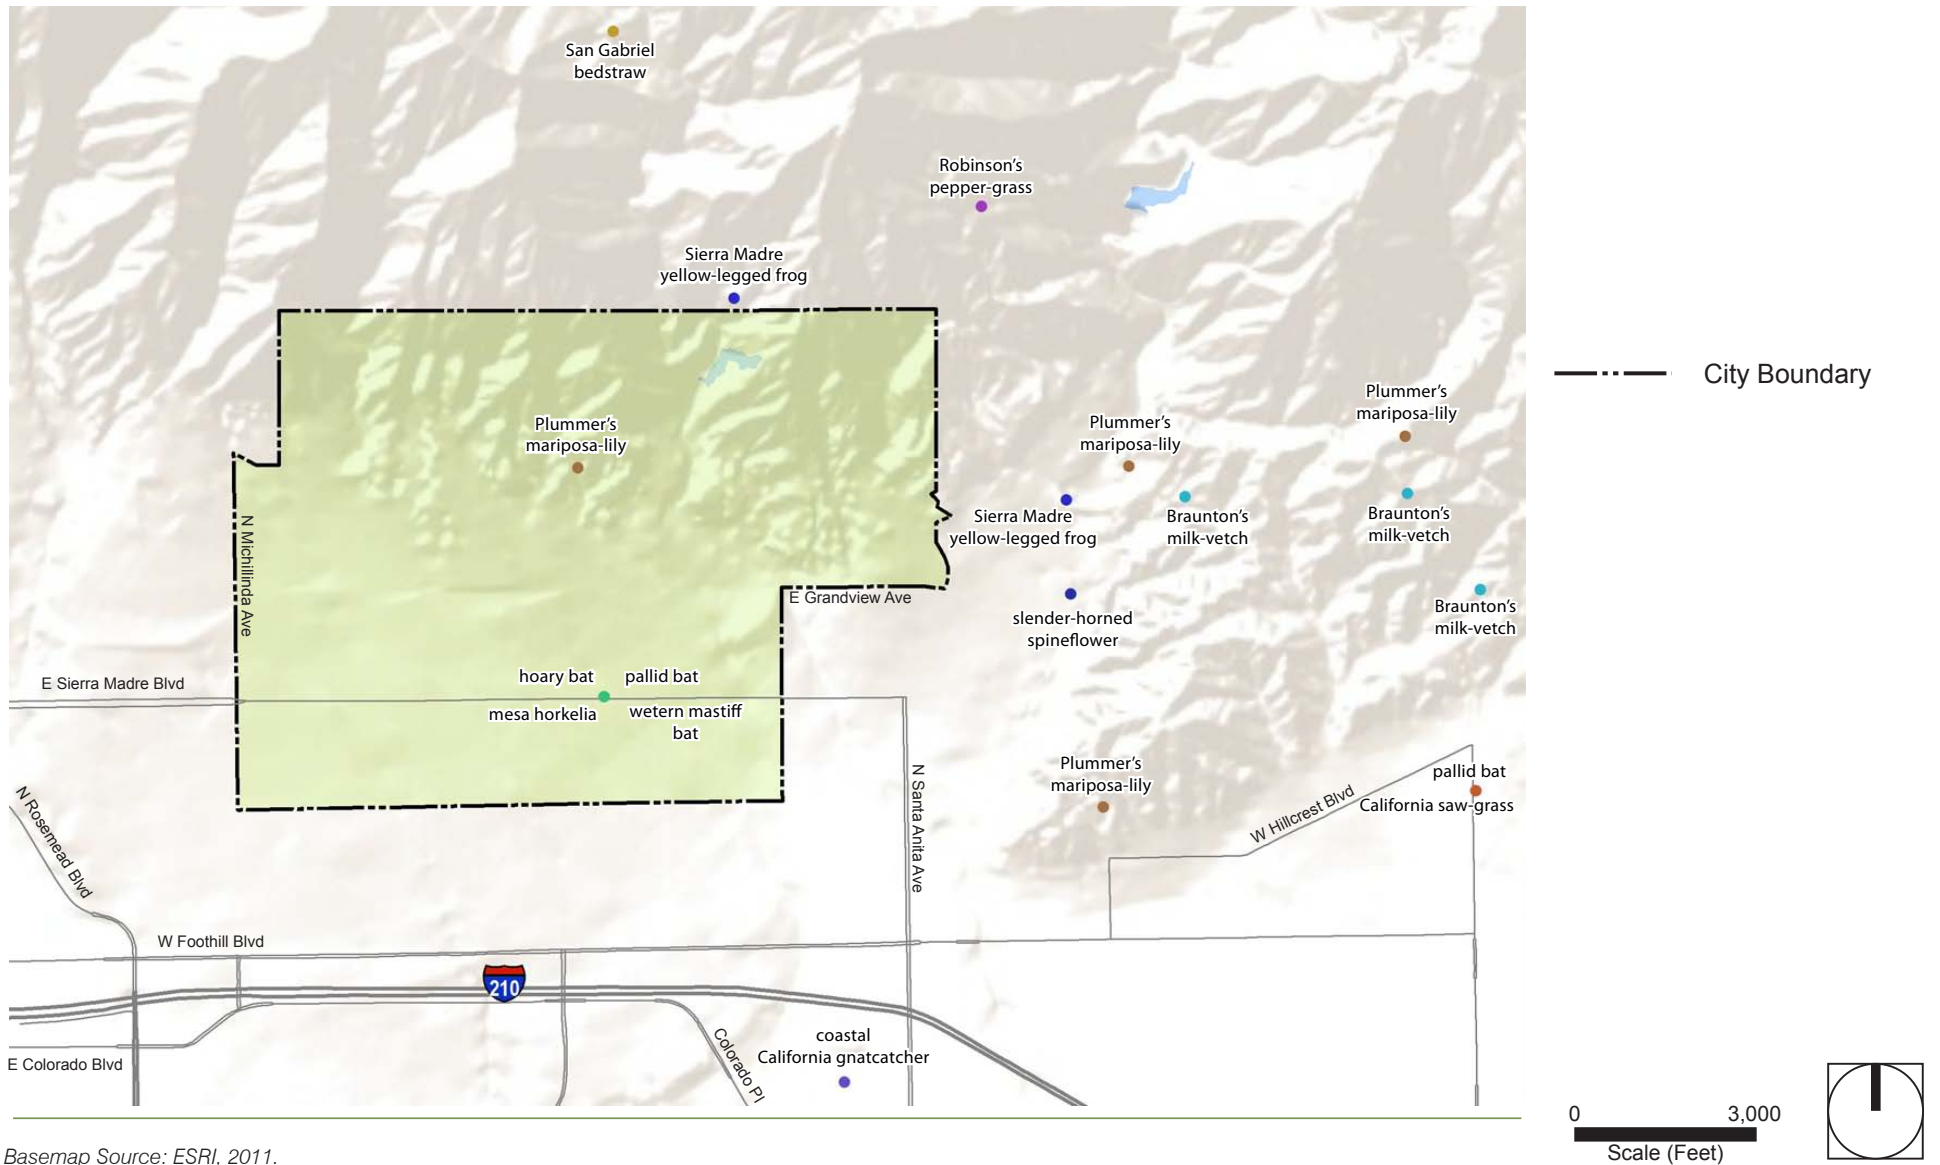 San Gabriel
bedstraw
Robinson's
pepper-grass
Sierra Madre
yellow-legged frog
Plummer's
mariposa-lily
City Boundary
Plummer's
mariposa-lily
Plummer's
mariposa-lily
Sierra Madre
yellow-legged frog
Braunton's
milk-vetch
Braunton's
milk-vetch
N Michillinda Ave
E Grandview Ave
slender-horned
spineflower
Braunton's
milk-vetch
E Sierra Madre Blvd
hoary bat
pallid bat
mesa horkelia
wetern mastiff
bat
Plummer's
mariposa-lily
pallid bat
California saw-grass
W Hillcrest Blvd
N Santa Anita Ave
N Rosemead Blvd
W Foothill Blvd
210
E Colorado Blvd
Colorado Pl
coastal
California gnatcatcher
0 3,000
Scale (Feet)
Basemap Source: ESRI, 2011.